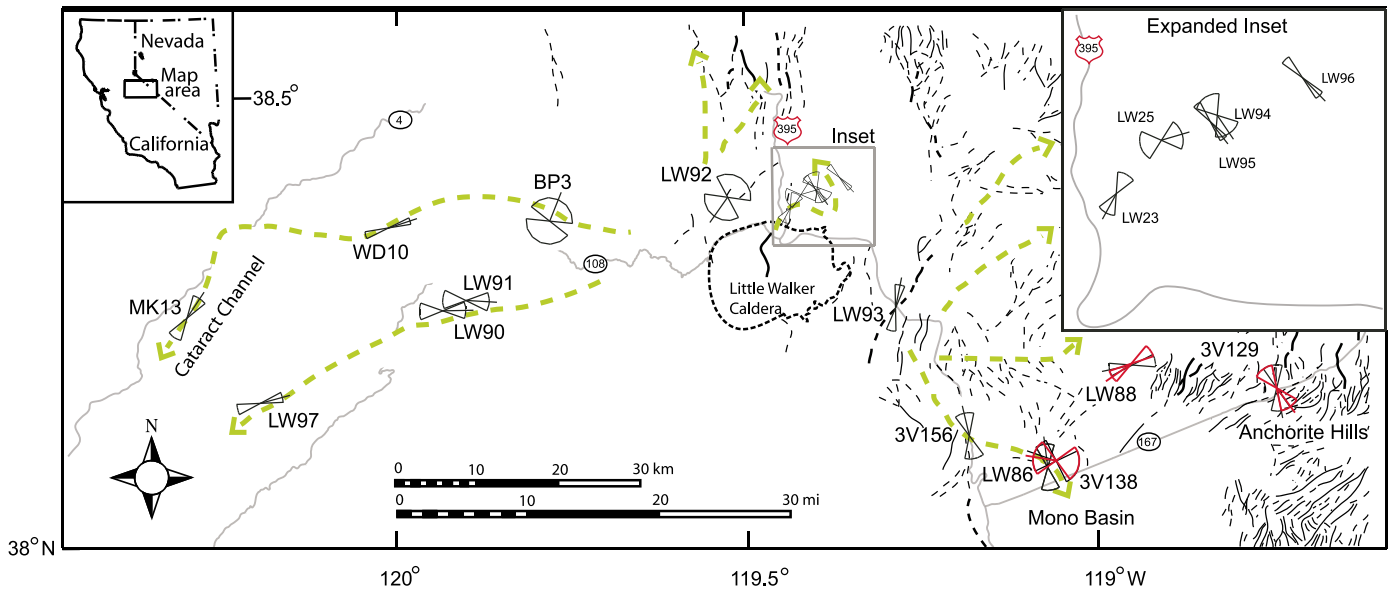 Nevada
Map
area
California
38.5°
4
395
Inset
Expanded Inset
395
LW96
LW25
LW94
LW95
LW23
BP3
LW92
WD10
108
MK13
Cataract Channel
LW91
LW90
Little Walker
Caldera
LW93
LW97
3V129
LW88
3V156
167
Anchorite Hills
LW86
3V138
Mono Basin
N
0 10 20 30 km
0 10 20 30 mi
38°N
120°
119.5°
119°W